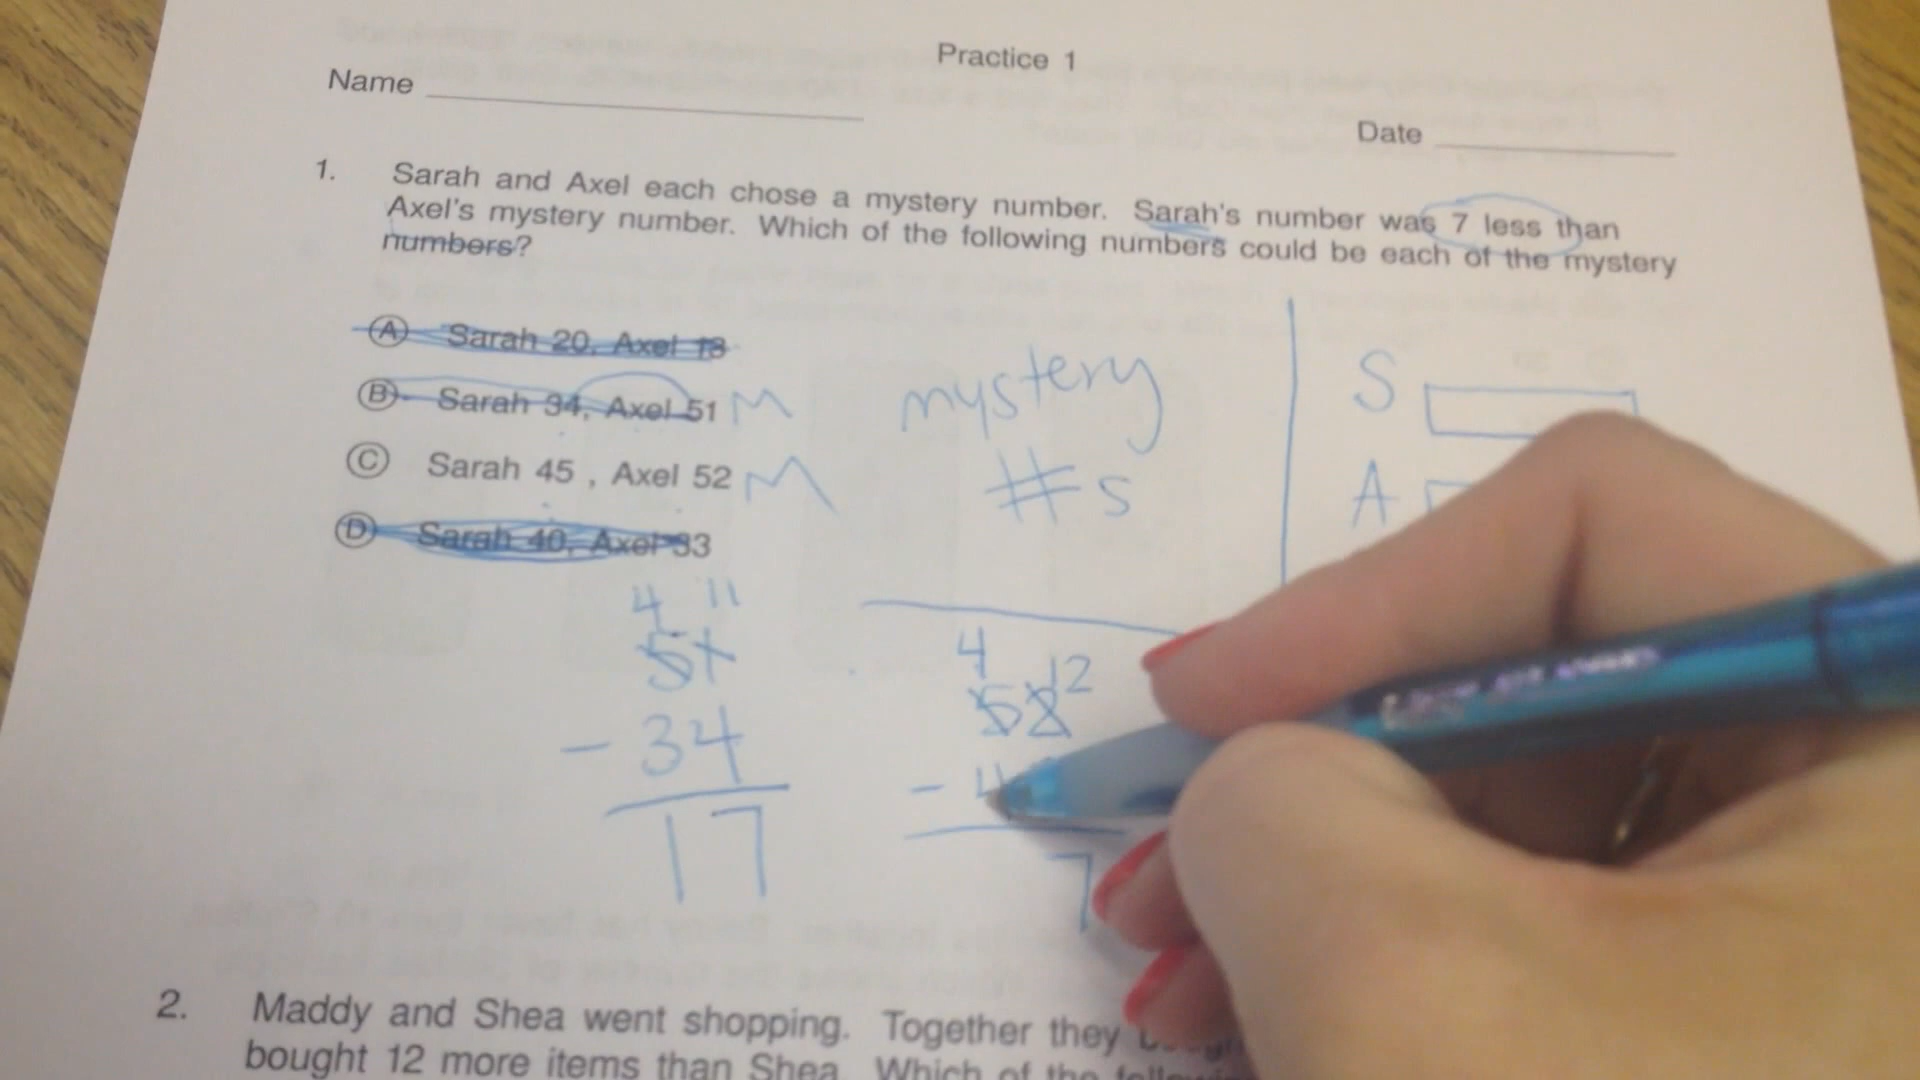 Practice 1
Name
Date
1. Sarah and Axel each chose a mystery number. Sarah's number was 7 less than
Axel's mystery number. Which of the following numbers could be each of the mystery
numbers?
A Sarah 20, Axel 13
B Sarah 34, Axel 51 M
C Sarah 45 , Axel 52 M
D Sarah 40, Axel 33
mystery
#s
S
A
4 11
51
- 34
17
4 12
52
- 4
7
2. Maddy and Shea went shopping. Together they
bought 12 more items than Shea. Which of the